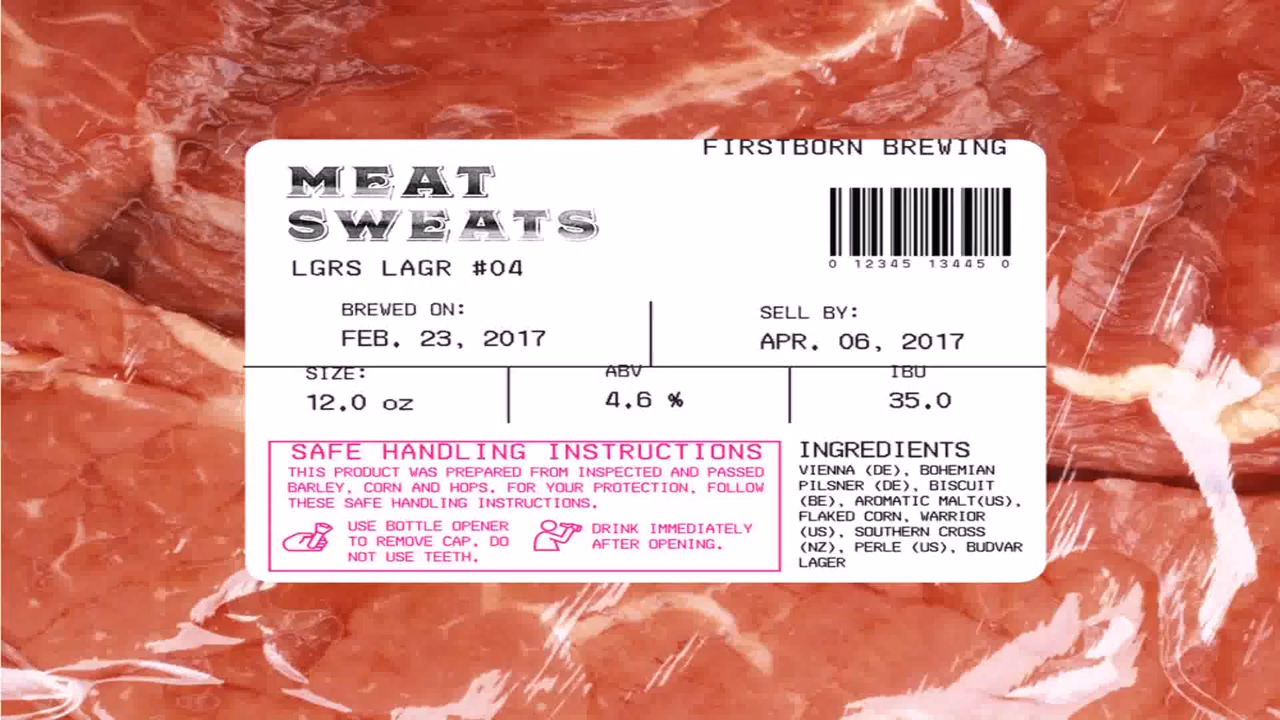 FIRSTBORN BREWING
MEAT
SWEATS
LGRS LAGR #04
0 12345 13445 0
BREWED ON:
FEB. 23, 2017
SELL BY:
APR. 06, 2017
SIZE:
12.0 oz
ABV
4.6 %
IBU
35.0
SAFE HANDLING INSTRUCTIONS
THIS PRODUCT WAS PREPARED FROM INSPECTED AND PASSED
BARLEY, CORN AND HOPS. FOR YOUR PROTECTION, FOLLOW
THESE SAFE HANDLING INSTRUCTIONS.
USE BOTTLE OPENER
TO REMOVE CAP. DO
NOT USE TEETH.
DRINK IMMEDIATELY
AFTER OPENING.
INGREDIENTS
VIENNA (DE), BOHEMIAN
PILSNER (DE), BISCUIT
(BE), AROMATIC MALT(US),
FLAKED CORN, WARRIOR
(US), SOUTHERN CROSS
(NZ), PERLE (US), BUDVAR
LAGER